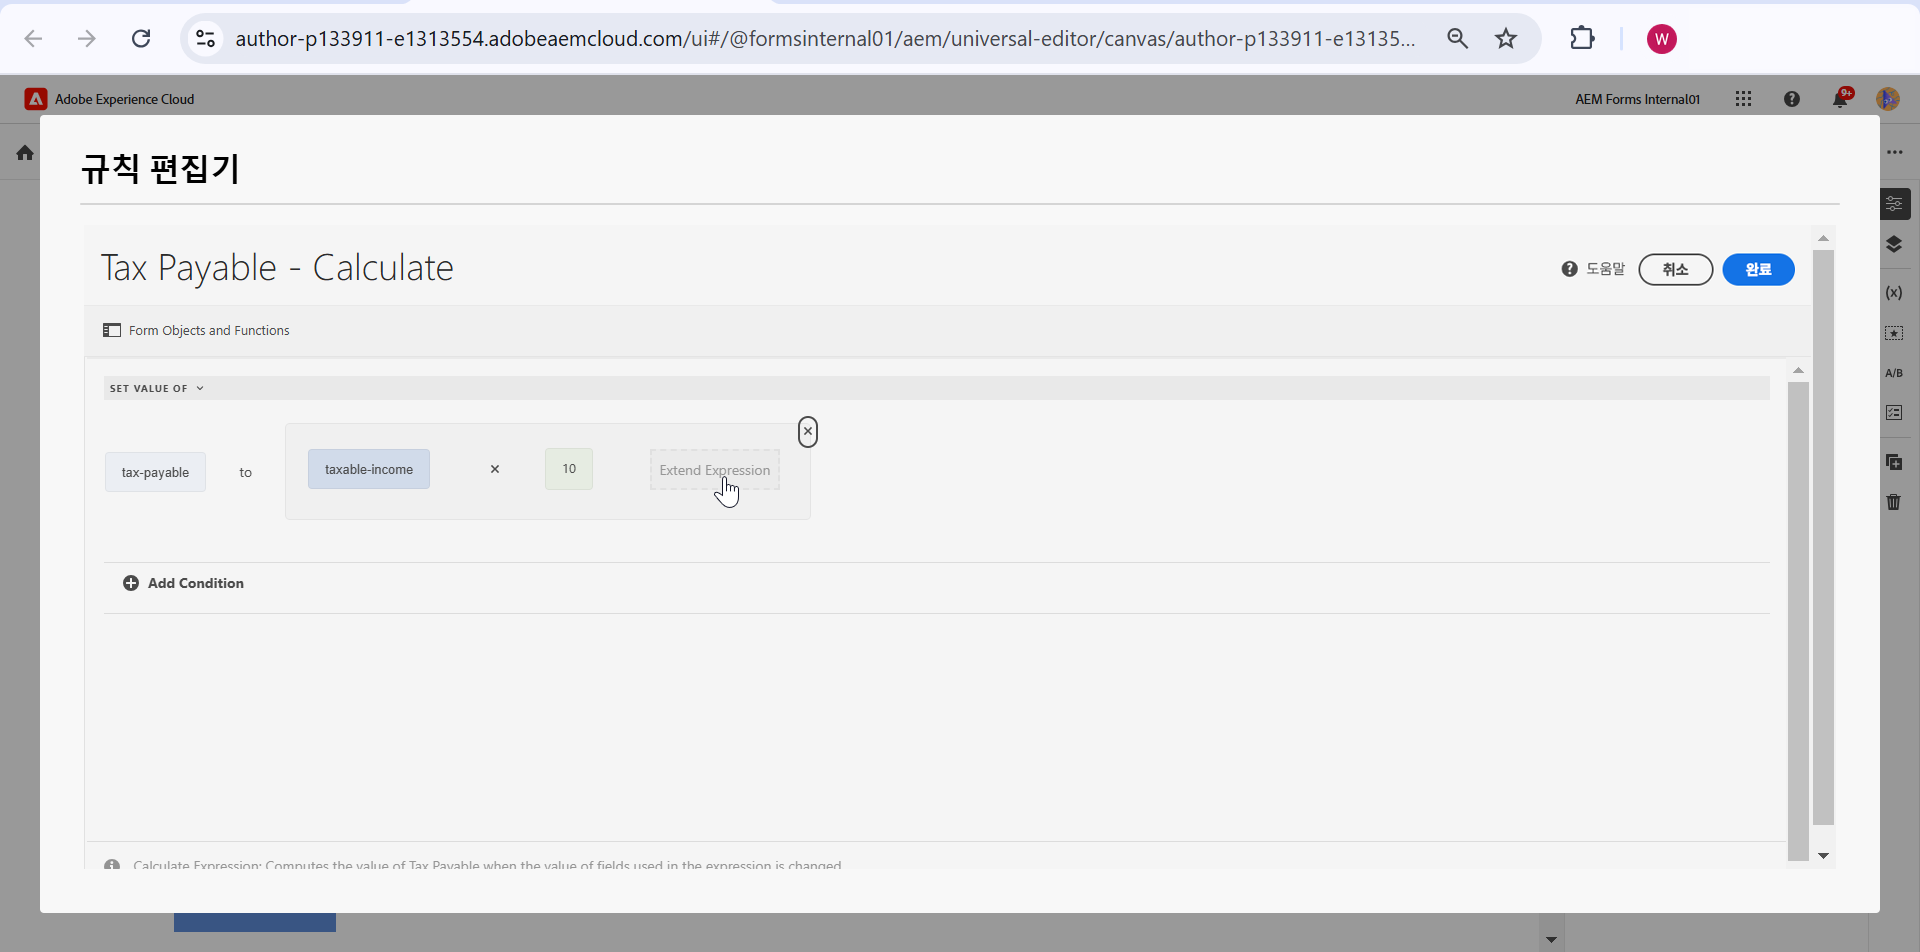 author-p133911-e1313554.adobeaemcloud.com/ui#/@formsinternal01/aem/universal-editor/canvas/author-p133911-e13135...
W
Adobe Experience Cloud
AEM Forms Internal01
9+
규칙 편집기
Tax Payable - Calculate
도움말
취소
완료
(x)
Form Objects and Functions
A/B
SET VALUE OF
tax-payable to taxable-income × 10 Extend Expression
Add Condition
Calculate Expression: Computes the value of Tax Payable when the value of fields used in the expression is changed